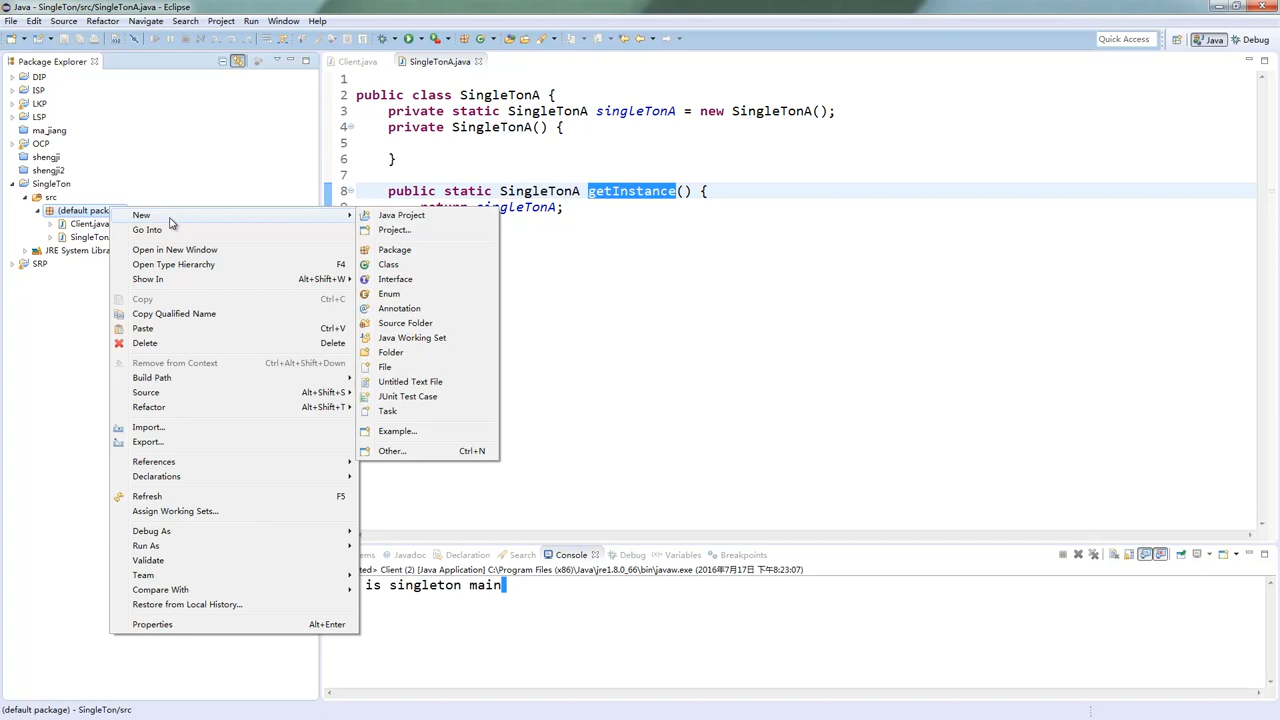 Java - SingleTon/src/SingleTonA.java - Eclipse
File Edit Source Refactor Navigate Search Project Run Window Help
Quick Access Java Debug
Package Explorer
DIP
ISP
LKP
LSP
ma_jiang
OCP
shengji
shengji2
SingleTon
src
(default pack
Client.java
SingleTon
JRE System Libra
SRP
Client.java SingleTonA.java
1
2 public class SingleTonA {
3 private static SingleTonA singleTonA = new SingleTonA();
4 private SingleTonA() {
5
6 }
7
8 public static SingleTonA getInstance() {
return singleTonA;
New
Go Into
Open in New Window
Open Type Hierarchy F4
Show In Alt+Shift+W
Copy Ctrl+C
Copy Qualified Name
Paste Ctrl+V
Delete Delete
Remove from Context Ctrl+Alt+Shift+Down
Build Path
Source Alt+Shift+S
Refactor Alt+Shift+T
Import...
Export...
References
Declarations
Refresh F5
Assign Working Sets...
Debug As
Run As
Validate
Team
Compare With
Restore from Local History...
Properties Alt+Enter
Java Project
Project...
Package
Class
Interface
Enum
Annotation
Source Folder
Java Working Set
Folder
File
Untitled Text File
JUnit Test Case
Task
Example...
Other... Ctrl+N
ems Javadoc Declaration Search Console Debug Variables Breakpoints
ted> Client (2) [Java Application] C:\Program Files (x86)\Java\jre1.8.0_66\bin\javaw.exe (2016年7月17日 下午8:23:07)
is singleton main
(default package) - SingleTon/src